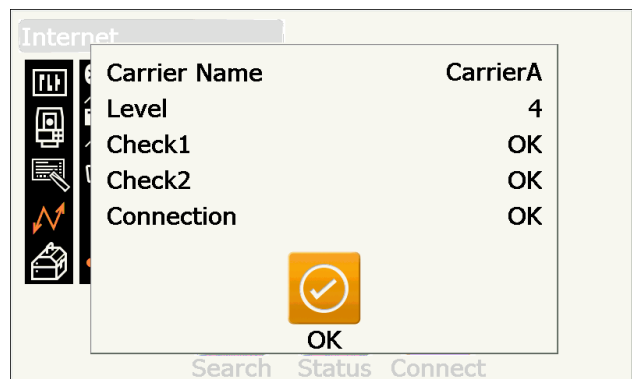 Internet
Carrier Name CarrierA
Level 4
Check1 OK
Check2 OK
Connection OK
OK
Search Status Connect